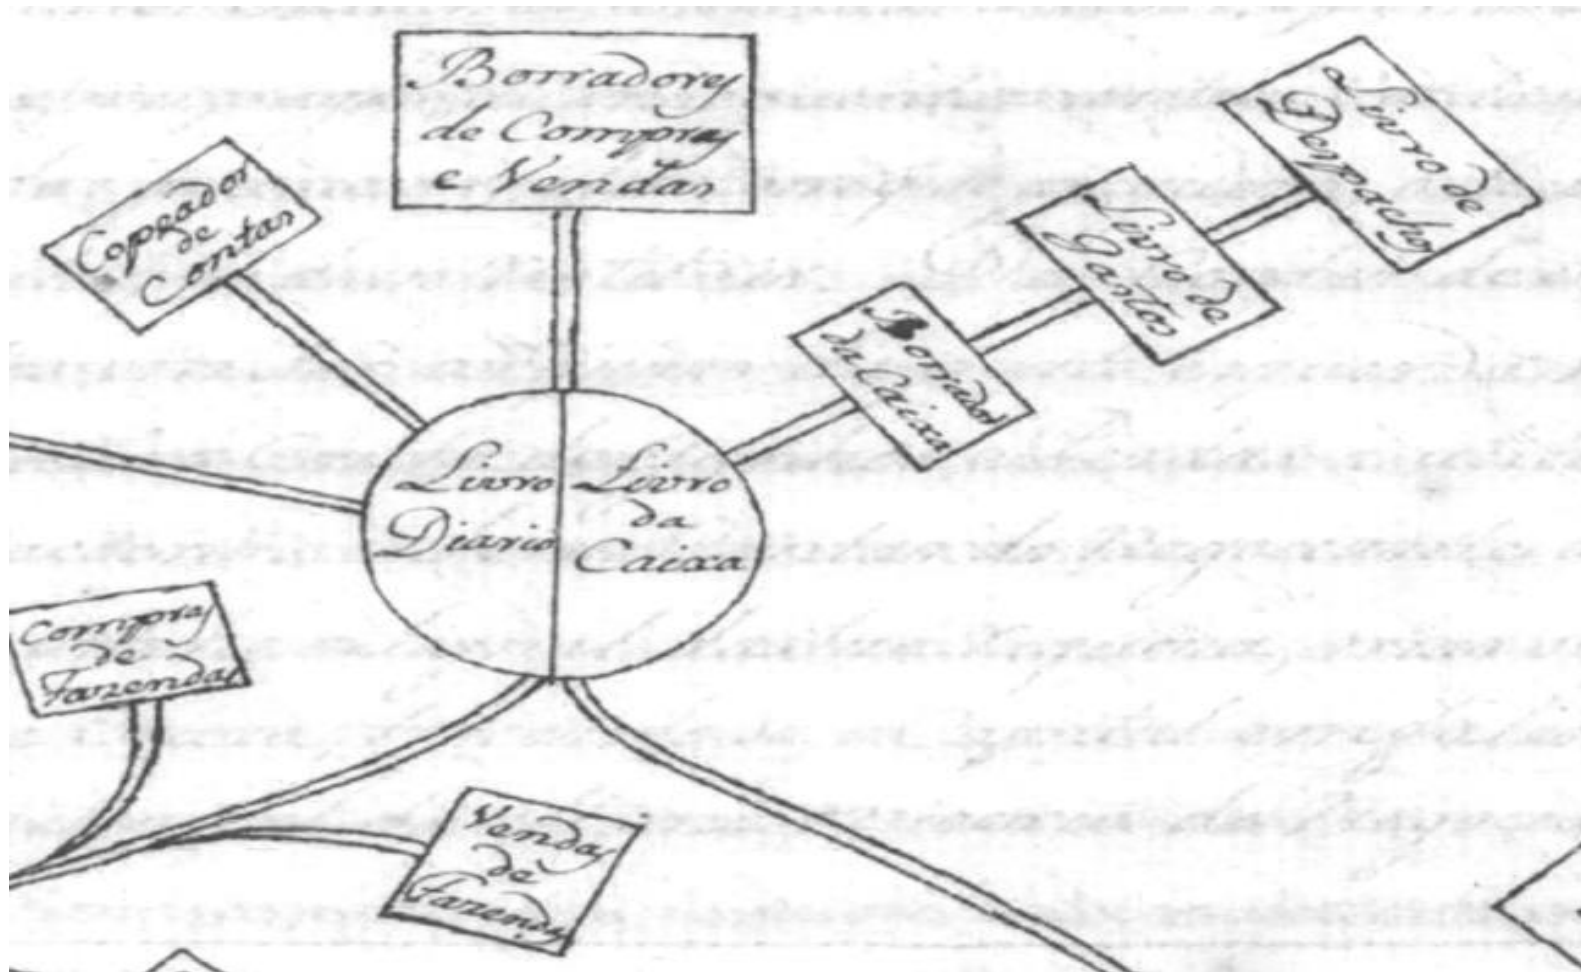 Borradores
de Compras
e Vendas
Copeador
de
Contas
Livro de
Despachos
Livro de
Gastos
Borrador
da Caixa
Livro
Diario
Livro
da
Caixa
Compras
de
Fazendas
Vendas
de
Fazendas